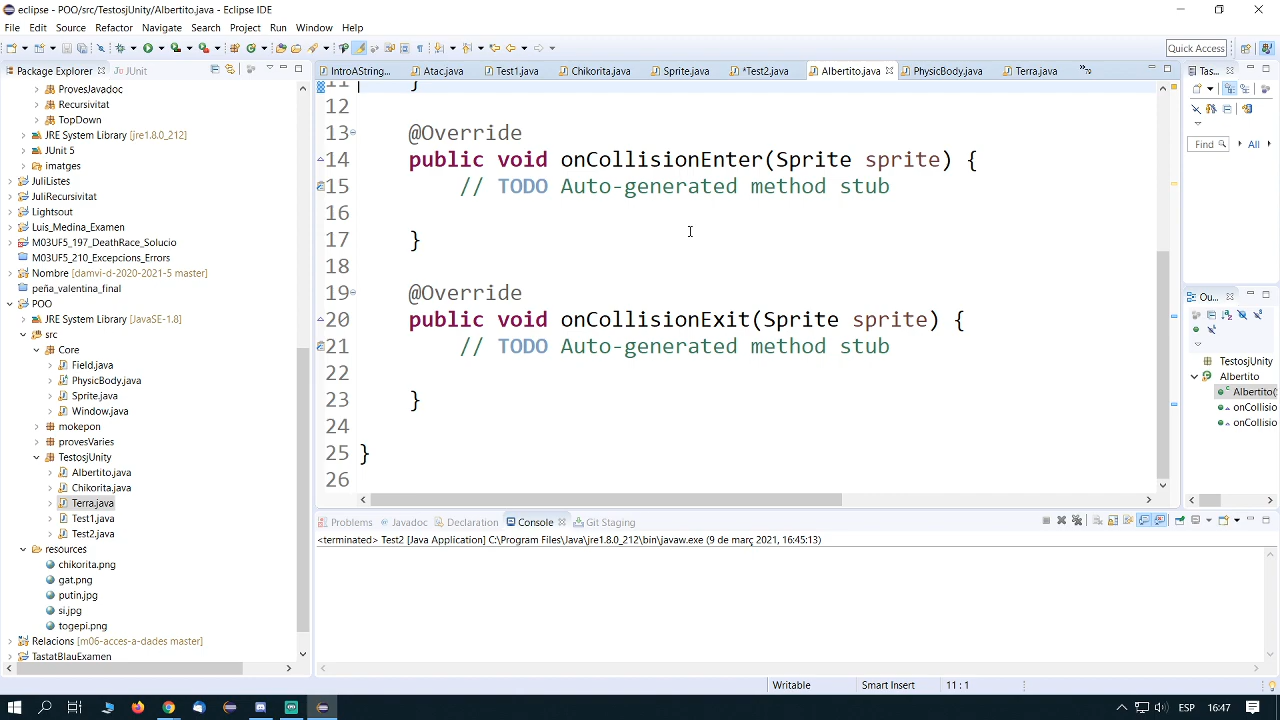 eclipse - POO/src/TestosjUnity/Albertito.java - Eclipse IDE
File Edit Source Refactor Navigate Search Project Run Window Help
Quick Access
Package Explorer JUnit
IntroAString... Atac.java Test1.java Chikorita.java Sprite.java *Test2.java Albertito.java PhysicBody.java Terra.java
Tas...
ProvesJavadoc
Recursivitat
TopDown
JRE System Library [jre1.8.0_212]
JUnit 5
imatges
JuliListes
JuliRecursivitat
Lightsout
Luis_Medina_Examen
M03UF5_197_DeathRace_Solucio
M03UF5_210_Excepcions_Errors
Nombre [damvi-d-2020-2021-5 master]
peña_valentina_final
POO
JRE System Library [JavaSE-1.8]
src
Core
Field.java
PhysicBody.java
Sprite.java
Window.java
mokepon
provesVaries
TestosjUnity
Albertito.java
Chikorita.java
Terra.java
Test1.java
Test2.java
resources
chikorita.png
gat.png
putin.jpg
si.jpg
togepi.png
Relacions [m06-acces-a-dades master]
TastatBlauExamen
11 }
12
13 @Override
14 public void onCollisionEnter(Sprite sprite) {
15 // TODO Auto-generated method stub
16
17 }
18
19 @Override
20 public void onCollisionExit(Sprite sprite) {
21 // TODO Auto-generated method stub
22
23 }
24
25 }
26
Find All
Ou...
TestosjUnity
Albertito
Albertito(
onCollisio
onCollisio
Problems Javadoc Declaration Console Git Staging
<terminated> Test2 [Java Application] C:\Program Files\Java\jre1.8.0_212\bin\javaw.exe (9 de març 2021, 16:45:13)
Writable Smart Insert 11 : 1
ESP 16:47